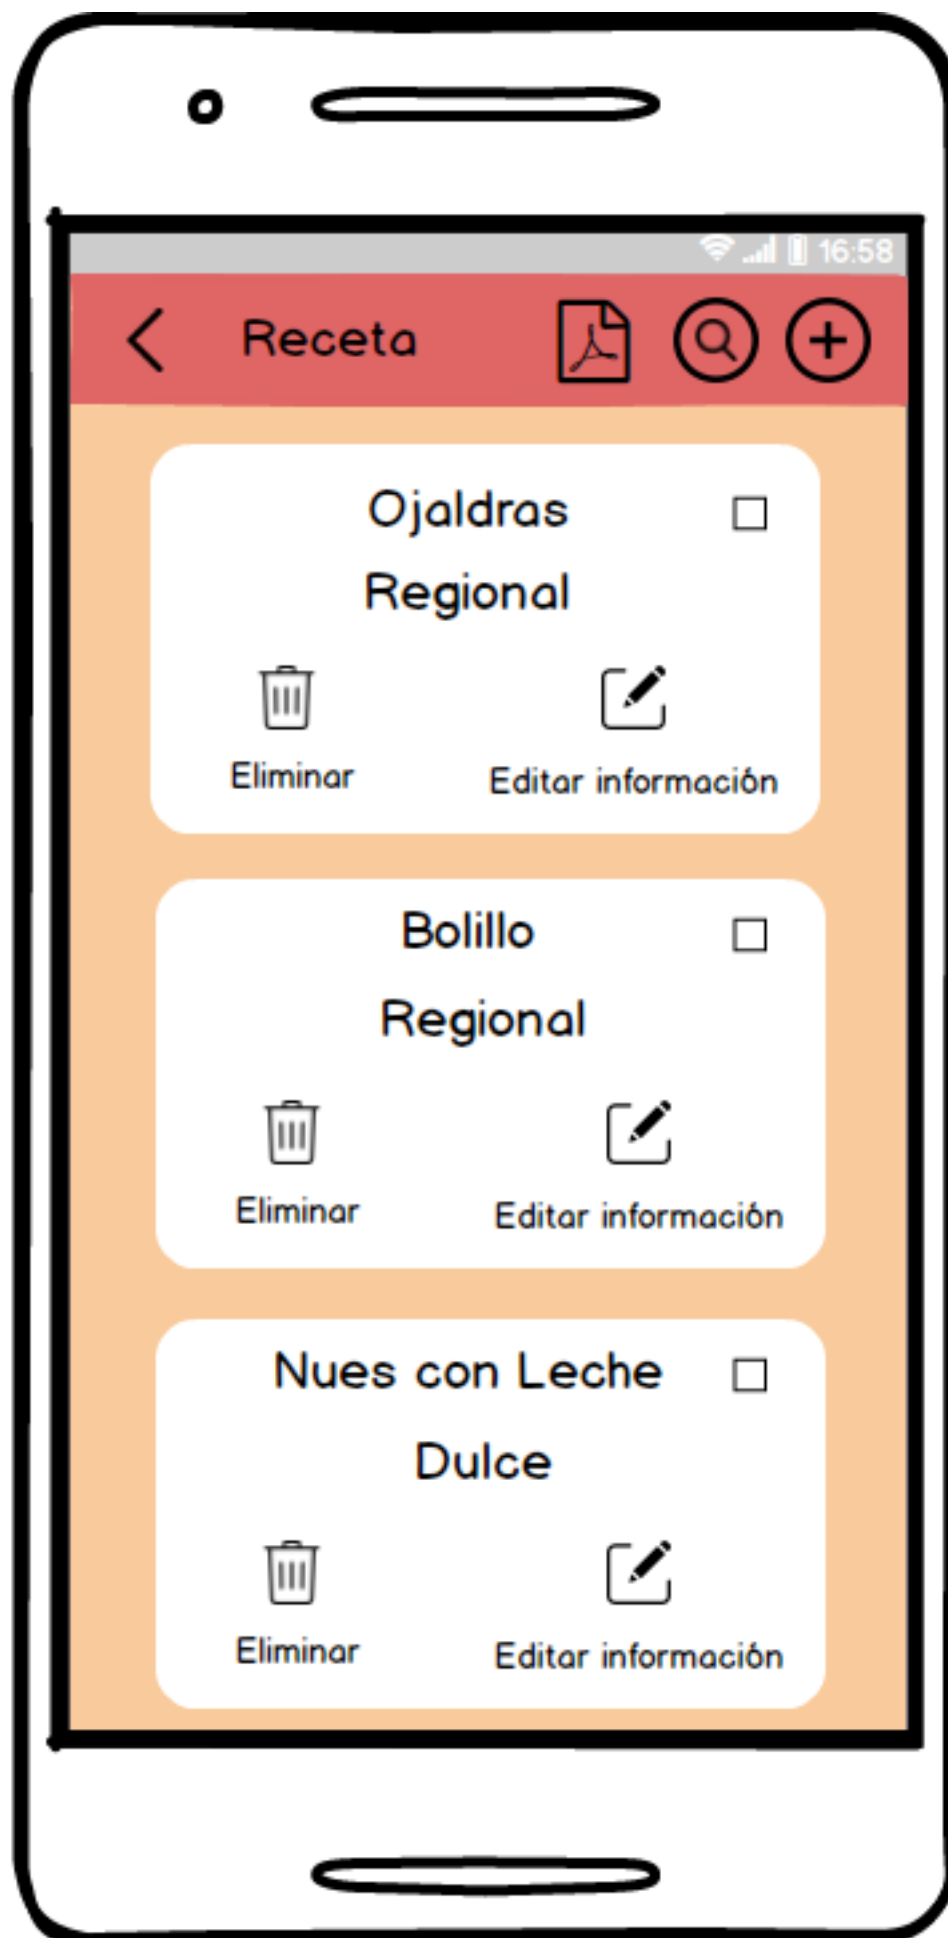 16:58
Receta
Ojaldras
Regional
Eliminar
Editar información
Bolillo
Regional
Eliminar
Editar información
Nues con Leche
Dulce
Eliminar
Editar información